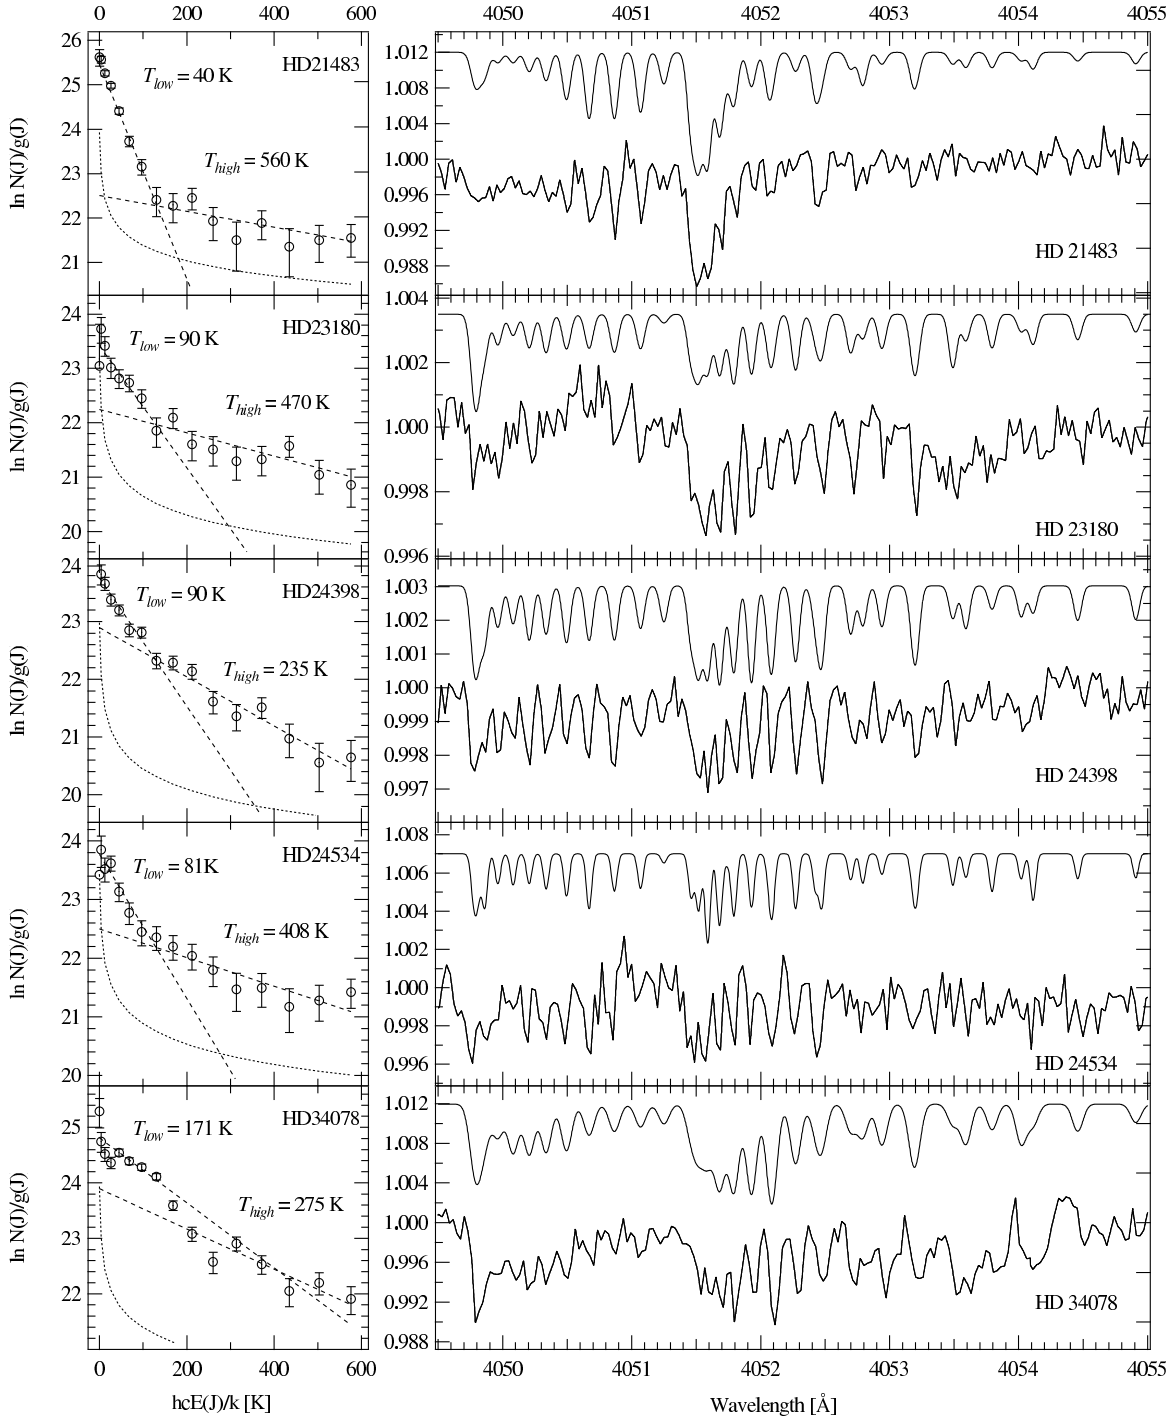 0 200 400 600
4050 4051 4052 4053 4054 4055
26
25
24
23
22
21
ln N(J)/g(J)
T_low = 40 K
HD21483
T_high = 560 K
1.012
1.008
1.004
1.000
0.996
0.992
0.988
HD 21483
24
23
22
21
20
ln N(J)/g(J)
T_low = 90 K
HD23180
T_high = 470 K
1.004
1.002
1.000
0.998
0.996
HD 23180
24
23
22
21
20
ln N(J)/g(J)
T_low = 90 K
HD24398
T_high = 235 K
1.003
1.002
1.001
1.000
0.999
0.998
0.997
HD 24398
24
23
22
21
20
ln N(J)/g(J)
T_low = 81K
HD24534
T_high = 408 K
1.008
1.006
1.004
1.002
1.000
0.998
0.996
HD 24534
25
24
23
22
ln N(J)/g(J)
T_low = 171 K
HD34078
T_high = 275 K
1.012
1.008
1.004
1.000
0.996
0.992
0.988
HD 34078
0 200 400 600
hcE(J)/k [K]
4050 4051 4052 4053 4054 4055
Wavelength [Å]